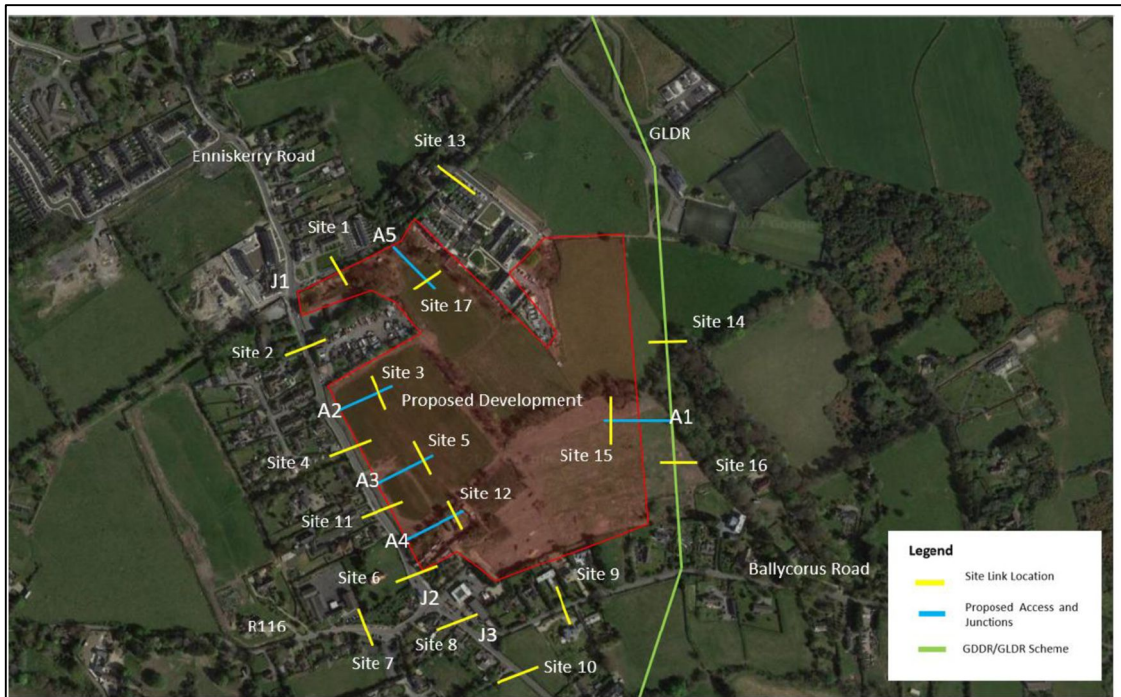 Site 13
GLDR
Enniskerry Road
Site 1
A5
J1
Site 17
Site 14
Site 2
Site 3
Proposed Development
A2
A1
Site 5
Site 4
Site 15
Site 16
A3
Site 12
Site 11
A4
Legend
Site Link Location
Site 6
Site 9
Ballycorus Road
J2
Proposed Access and
Junctions
R116
Site 8
J3
GDDR/GLDR Scheme
Site 7
Site 10